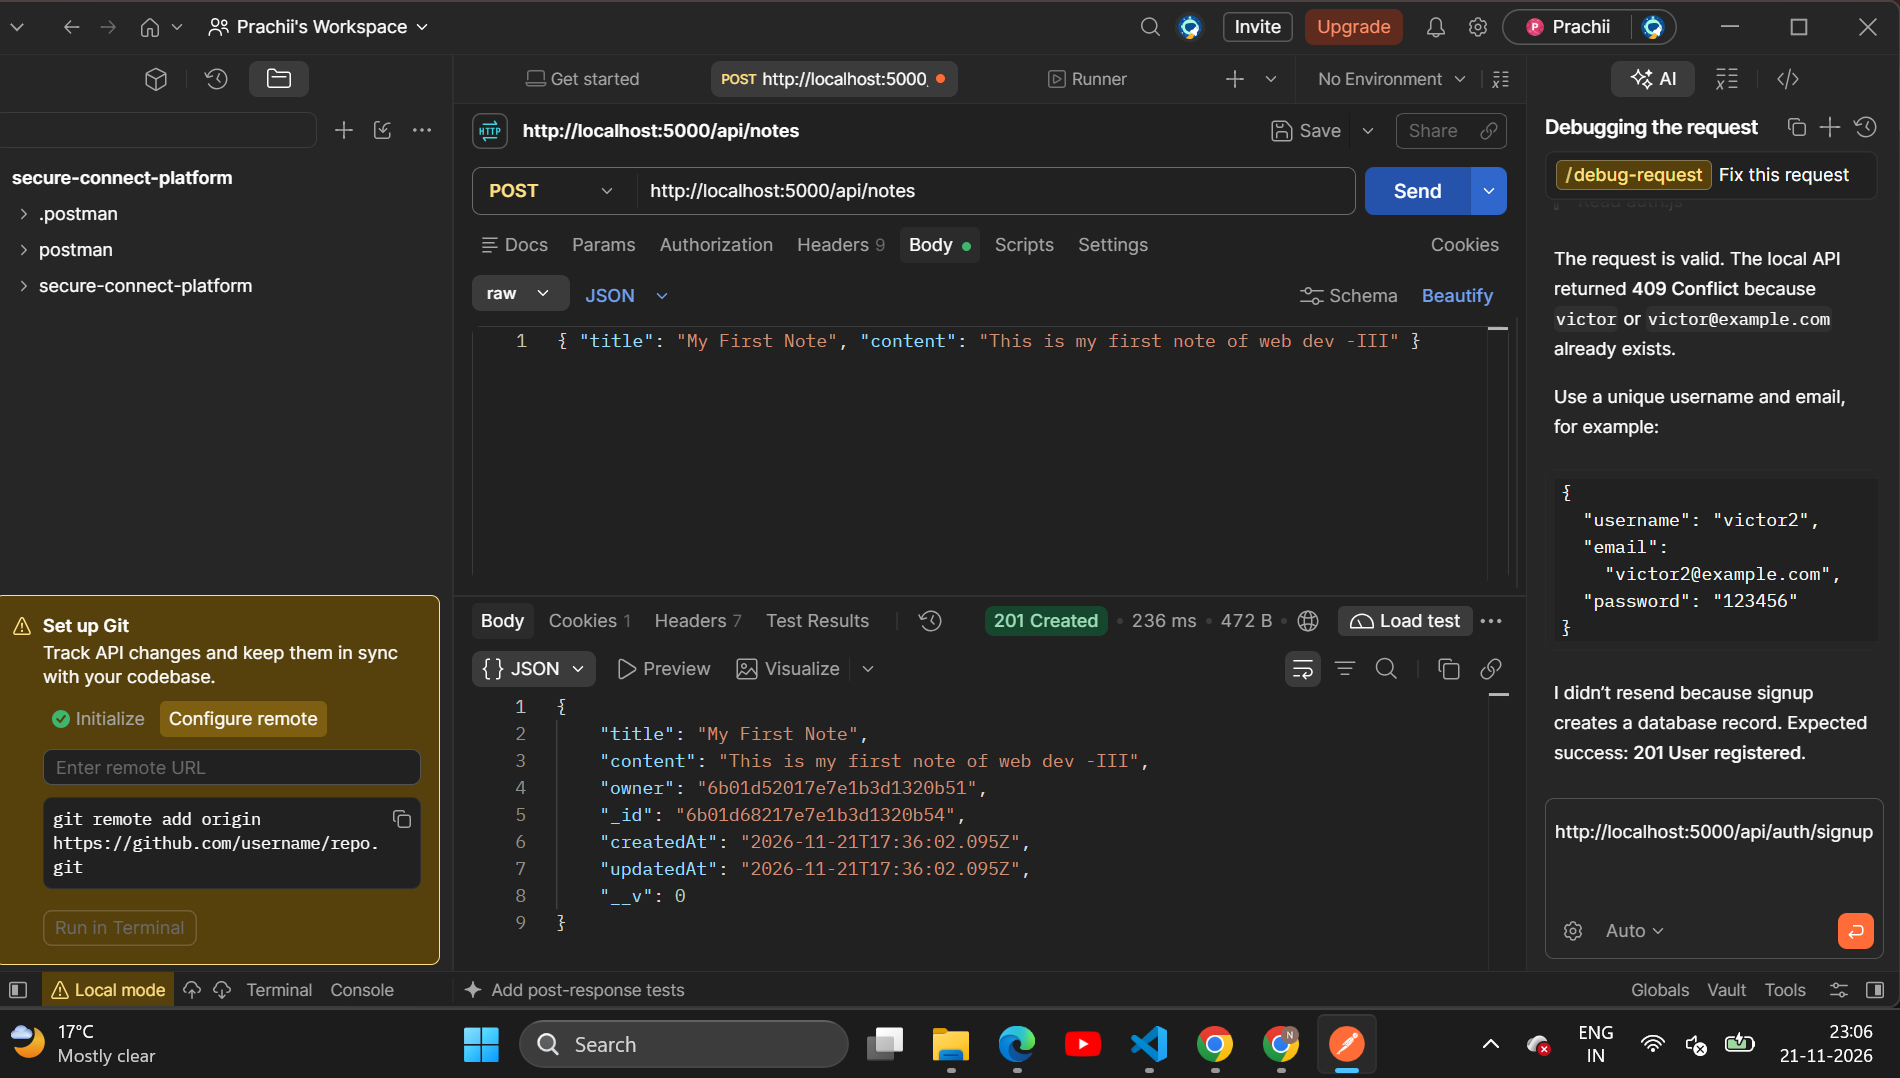 Prachii's Workspace
Invite
Upgrade
P Prachii
Get started
POST http://localhost:5000/
Runner
No Environment
AI
secure-connect-platform
.postman
postman
secure-connect-platform
HTTP http://localhost:5000/api/notes
Save
Share
POST
http://localhost:5000/api/notes
Send
Docs
Params
Authorization
Headers 9
Body
Scripts
Settings
Cookies
raw
JSON
Schema
Beautify
1 { "title": "My First Note", "content": "This is my first note of web dev -III" }
Body
Cookies 1
Headers 7
Test Results
201 Created
236 ms
472 B
Load test
{} JSON
Preview
Visualize
1 {
2 "title": "My First Note",
3 "content": "This is my first note of web dev -III",
4 "owner": "6b01d52017e7e1b3d1320b51",
5 "_id": "6b01d68217e7e1b3d1320b54",
6 "createdAt": "2026-11-21T17:36:02.095Z",
7 "updatedAt": "2026-11-21T17:36:02.095Z",
8 "__v": 0
9 }
Set up Git
Track API changes and keep them in sync
with your codebase.
Initialize
Configure remote
Enter remote URL
git remote add origin
https://github.com/username/repo.
git
Run in Terminal
Debugging the request
/debug-request Fix this request
Read auth.js
The request is valid. The local API
returned 409 Conflict because
victor or victor@example.com
already exists.
Use a unique username and email,
for example:
{
"username": "victor2",
"email":
"victor2@example.com",
"password": "123456"
}
I didn't resend because signup
creates a database record. Expected
success: 201 User registered.
http://localhost:5000/api/auth/signup
Auto
Local mode
Terminal
Console
Add post-response tests
Globals
Vault
Tools
17°C
Mostly clear
Search
N
ENG
IN
23:06
21-11-2026